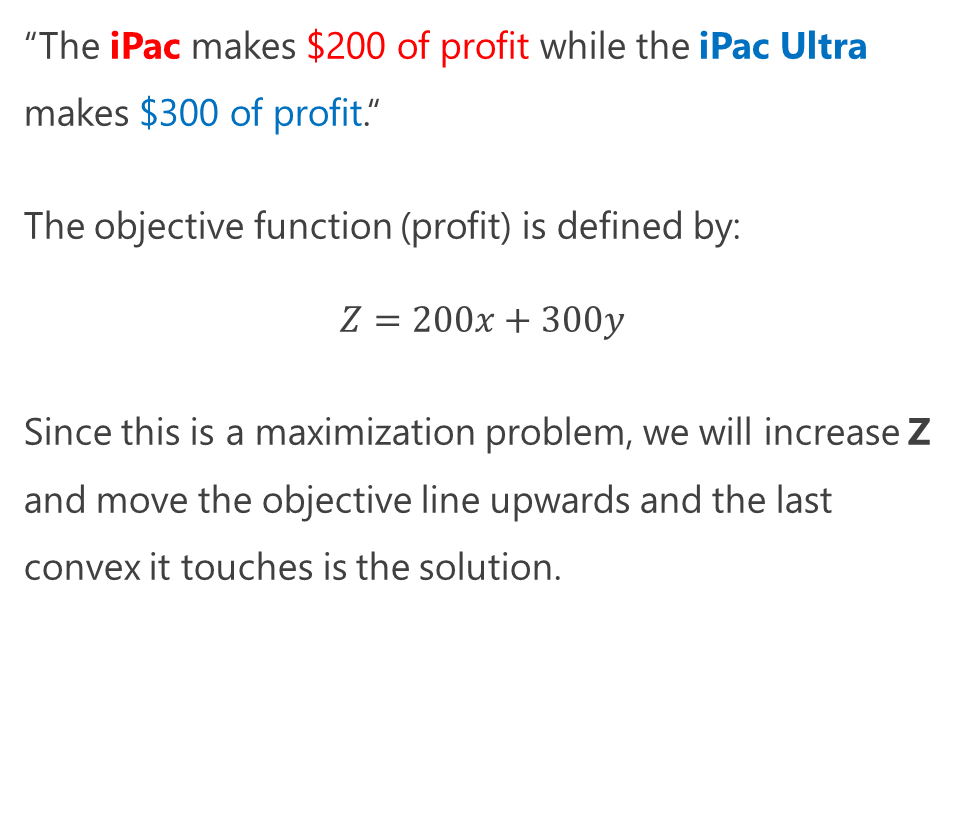 “The iPac makes $200 of profit while the iPac Ultra
makes $300 of profit.“
The objective function (profit) is defined by:
Z = 200x + 300y
Since this is a maximization problem, we will increase Z
and move the objective line upwards and the last
convex it touches is the solution.